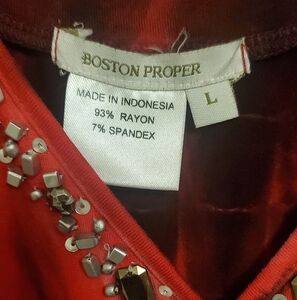 BOSTON PROPER
L
MADE IN INDONESIA
93% RAYON
7% SPANDEX